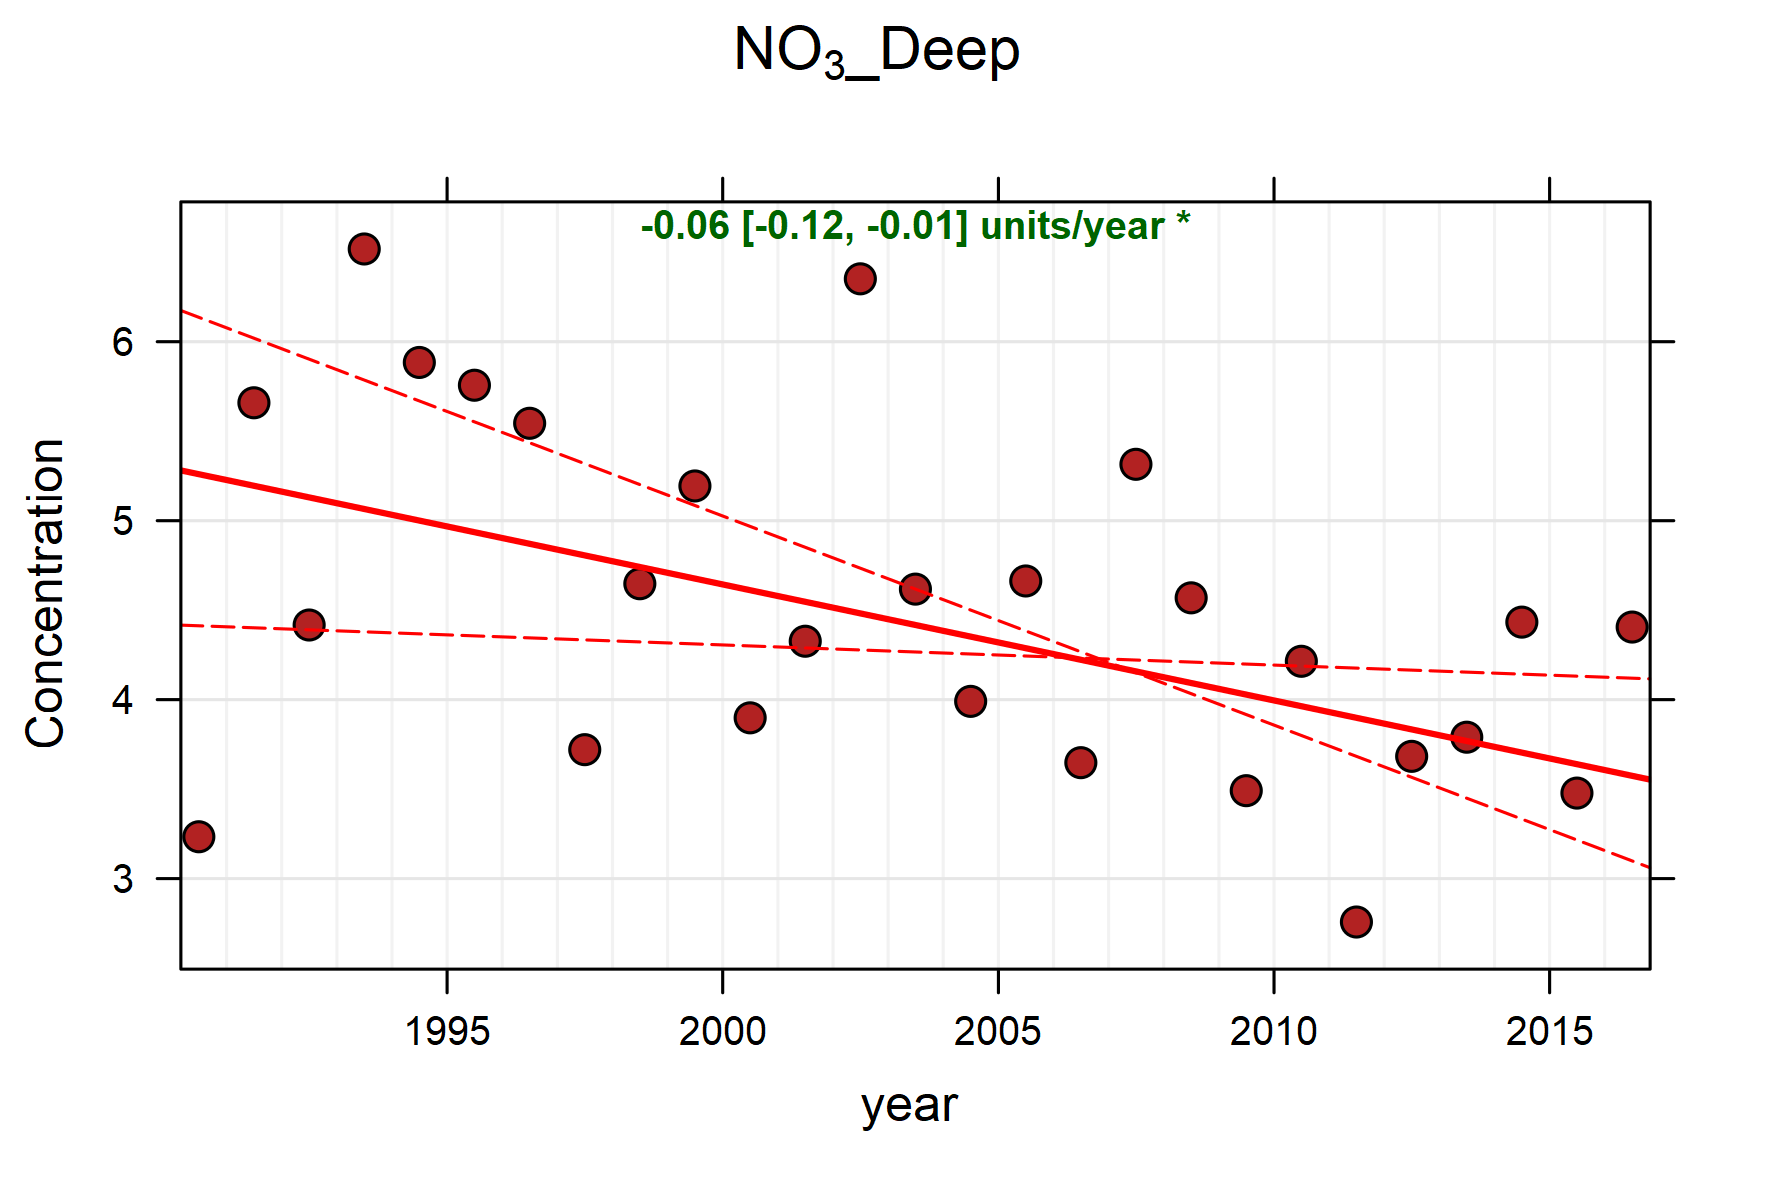 NO₃_Deep
-0.06 [-0.12, -0.01] units/year *
6
5
4
3
Concentration
1995 2000 2005 2010 2015
year